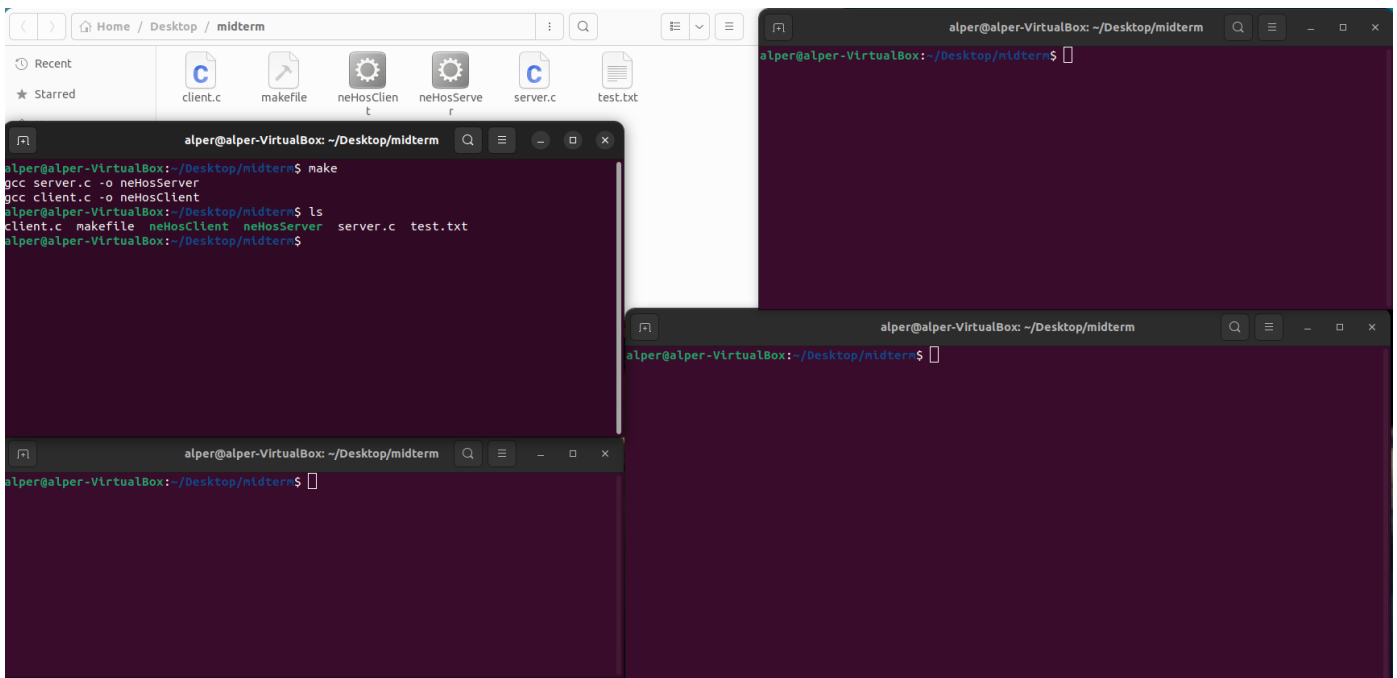 Home / Desktop / midterm
Recent
Starred
client.c
makefile
neHosClien
t
neHosServe
r
server.c
test.txt
alper@alper-VirtualBox: ~/Desktop/midterm
alper@alper-VirtualBox:~/Desktop/midterm$
alper@alper-VirtualBox: ~/Desktop/midterm
alper@alper-VirtualBox:~/Desktop/midterm$ make
gcc server.c -o neHosServer
gcc client.c -o neHosClient
alper@alper-VirtualBox:~/Desktop/midterm$ ls
client.c makefile neHosClient neHosServer server.c test.txt
alper@alper-VirtualBox:~/Desktop/midterm$
alper@alper-VirtualBox: ~/Desktop/midterm
alper@alper-VirtualBox:~/Desktop/midterm$
alper@alper-VirtualBox: ~/Desktop/midterm
alper@alper-VirtualBox:~/Desktop/midterm$